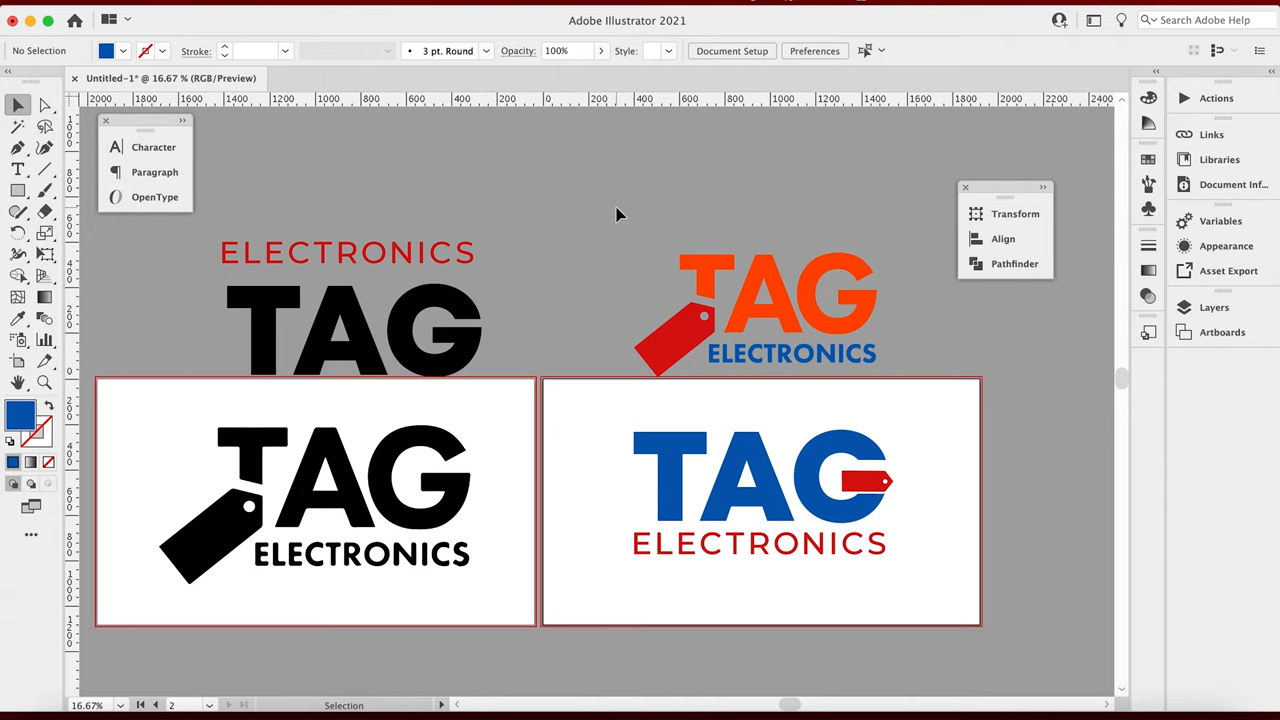 Adobe Illustrator 2021
Search Adobe Help
No Selection
Stroke:
3 pt. Round
Opacity:
100%
Style:
Document Setup
Preferences
Untitled-1* @ 16.67 % (RGB/Preview)
2000 1800 1600 1400 1200 1000 800 600 400 200 0 200 400 600 800 1000 1200 1400 1600 1800 2000 2200 2400
Character
Paragraph
OpenType
Transform
Align
Pathfinder
Actions
Links
Libraries
Document Inf...
Variables
Appearance
Asset Export
Layers
Artboards
ELECTRONICS
TAG
TAG
ELECTRONICS
TAG
ELECTRONICS
TAG
ELECTRONICS
16.67%
2
Selection